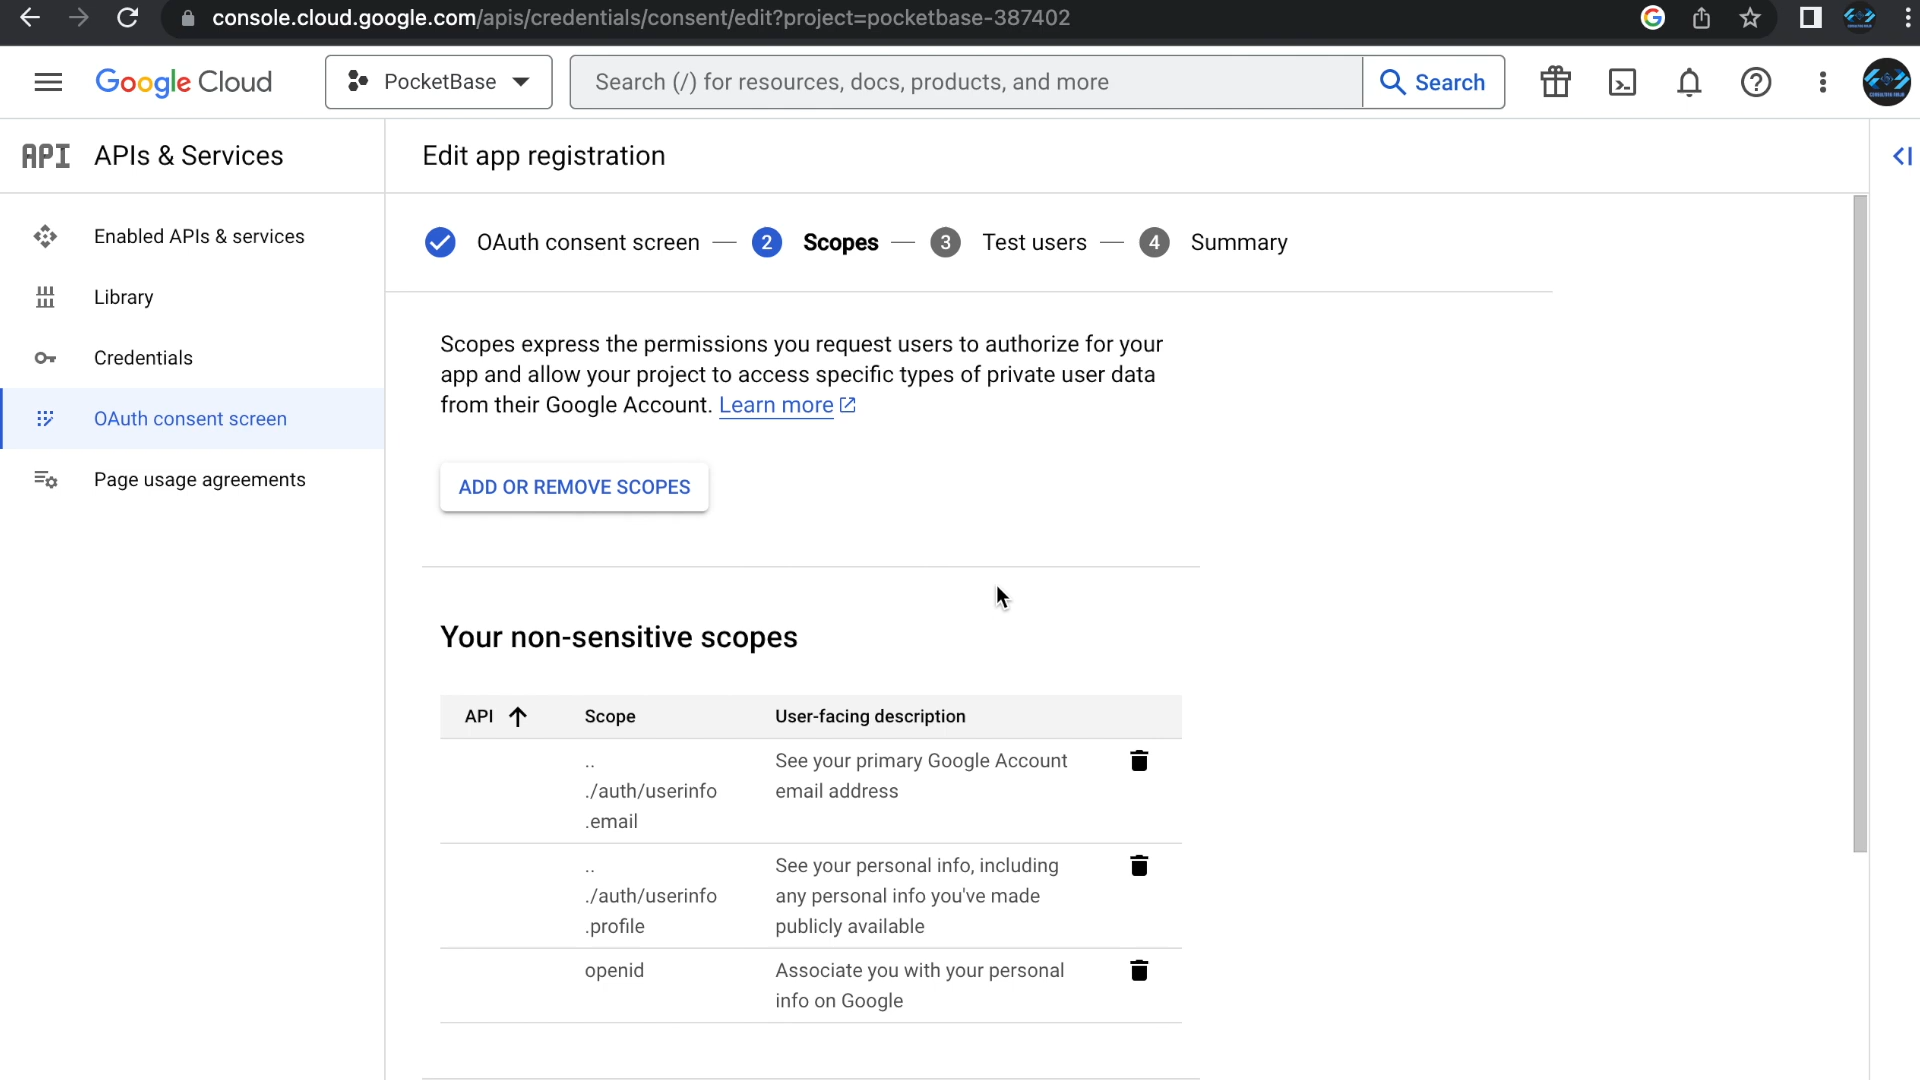 console.cloud.google.com/apis/credentials/consent/edit?project=pocketbase-387402
Google Cloud
PocketBase
Search (/) for resources, docs, products, and more
Search
API APIs & Services
Edit app registration
Enabled APIs & services
Library
Credentials
OAuth consent screen
Page usage agreements
OAuth consent screen — 2 Scopes — 3 Test users — 4 Summary
Scopes express the permissions you request users to authorize for your
app and allow your project to access specific types of private user data
from their Google Account. Learn more
ADD OR REMOVE SCOPES
Your non-sensitive scopes
API Scope User-facing description
.. See your primary Google Account
./auth/userinfo email address
.email
.. See your personal info, including
./auth/userinfo any personal info you've made
.profile publicly available
openid Associate you with your personal
info on Google